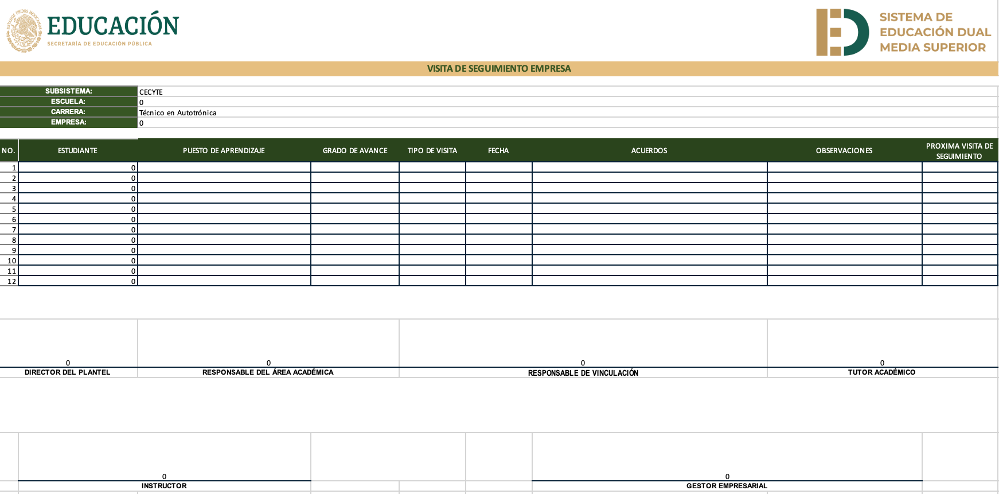 ESTADOS UNIDOS MEXICANOS
EDUCACIÓN
SECRETARÍA DE EDUCACIÓN PÚBLICA
SISTEMA DE
EDUCACIÓN DUAL
MEDIA SUPERIOR
VISITA DE SEGUIMIENTO EMPRESA
SUBSISTEMA: CECYTE
ESCUELA: 0
CARRERA: Técnico en Autotrónica
EMPRESA: 0
NO. ESTUDIANTE PUESTO DE APRENDIZAJE GRADO DE AVANCE TIPO DE VISITA FECHA ACUERDOS OBSERVACIONES PROXIMA VISITA DE
SEGUIMIENTO
1 0
2 0
3 0
4 0
5 0
6 0
7 0
8 0
9 0
10 0
11 0
12 0
0 0 0 0
DIRECTOR DEL PLANTEL RESPONSABLE DEL ÁREA ACADÉMICA RESPONSABLE DE VINCULACIÓN TUTOR ACADÉMICO
0 0
INSTRUCTOR GESTOR EMPRESARIAL